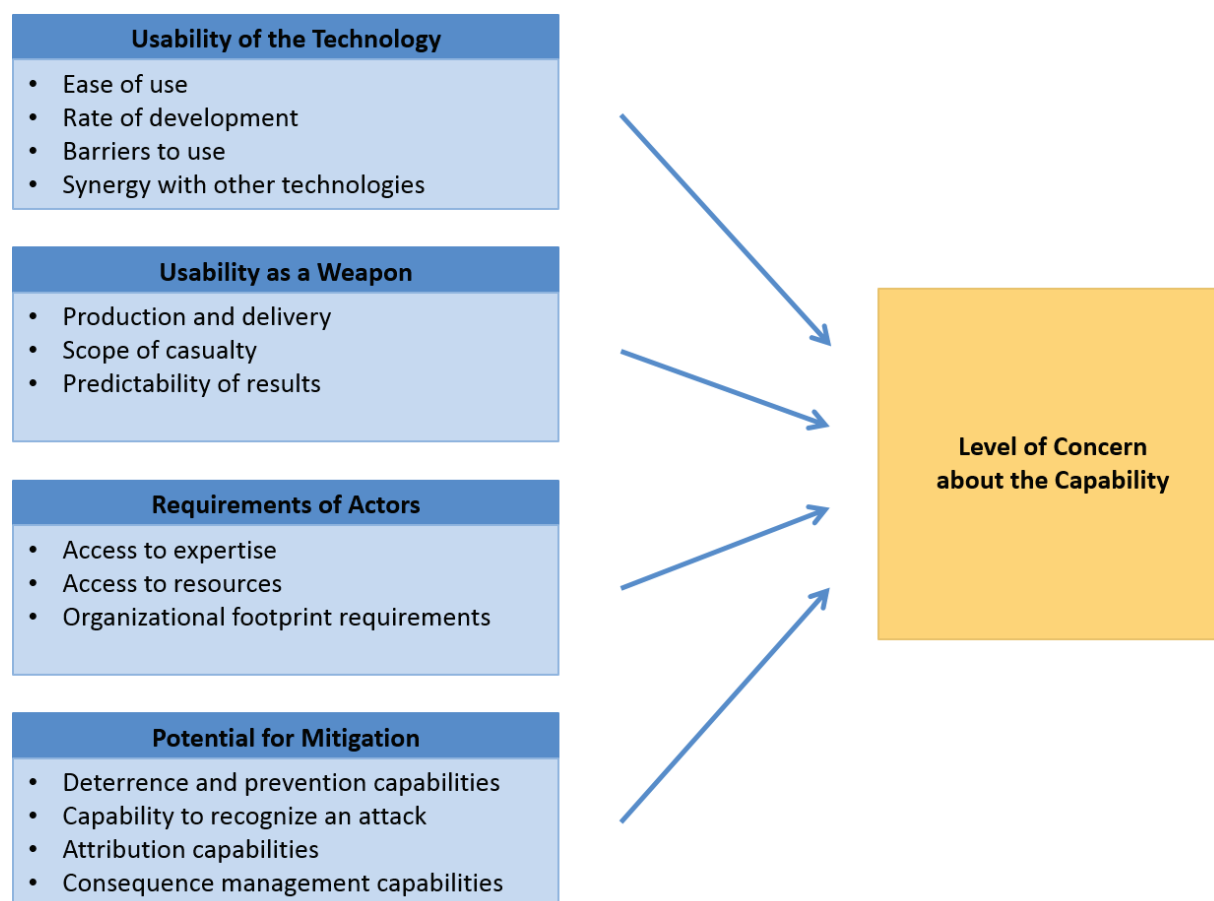 Usability of the Technology
• Ease of use
• Rate of development
• Barriers to use
• Synergy with other technologies
Usability as a Weapon
• Production and delivery
• Scope of casualty
• Predictability of results
Requirements of Actors
• Access to expertise
• Access to resources
• Organizational footprint requirements
Potential for Mitigation
• Deterrence and prevention capabilities
• Capability to recognize an attack
• Attribution capabilities
• Consequence management capabilities
Level of Concern
about the Capability